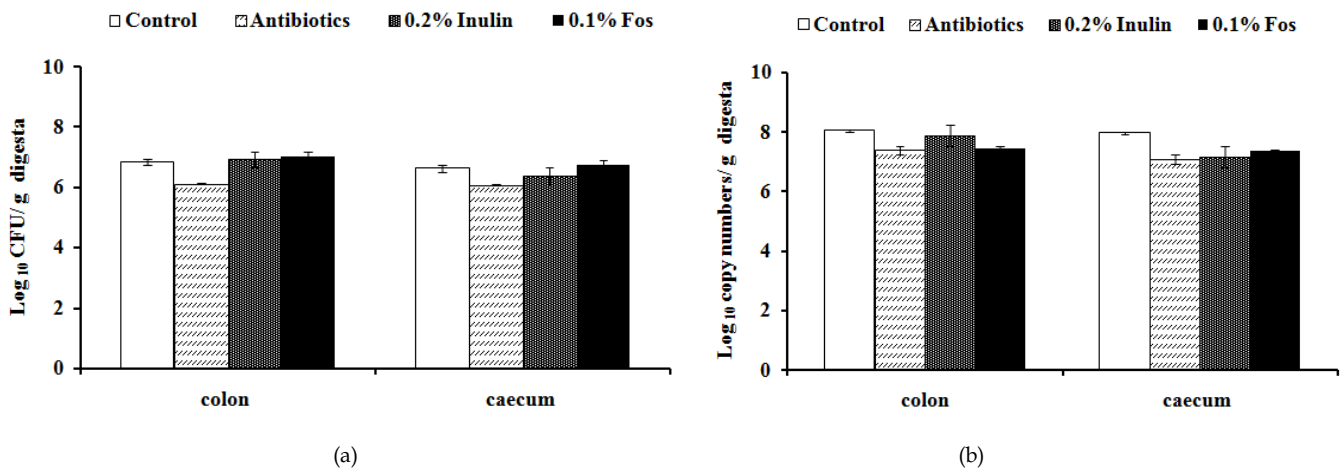 Control Antibiotics 0.2% Inulin 0.1% Fos
10
8
6
4
2
0
Log 10 CFU/ g digesta
colon caecum
(a)
Control Antibiotics 0.2% Inulin 0.1% Fos
10
8
6
4
2
0
Log 10 copy numbers/ g digesta
colon caecum
(b)